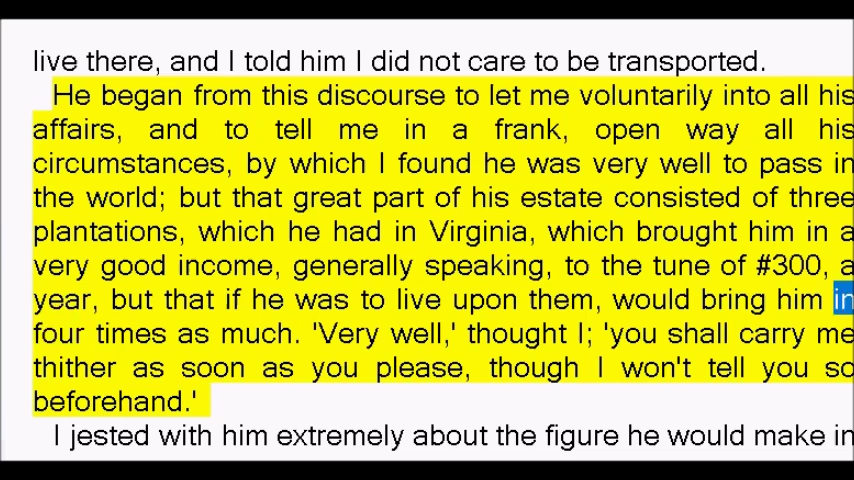 live there, and I told him I did not care to be transported.
He began from this discourse to let me voluntarily into all his
affairs, and to tell me in a frank, open way all his
circumstances, by which I found he was very well to pass in
the world; but that great part of his estate consisted of three
plantations, which he had in Virginia, which brought him in a
very good income, generally speaking, to the tune of #300, a
year, but that if he was to live upon them, would bring him in
four times as much. 'Very well,' thought I; 'you shall carry me
thither as soon as you please, though I won't tell you so
beforehand.'
I jested with him extremely about the figure he would make in